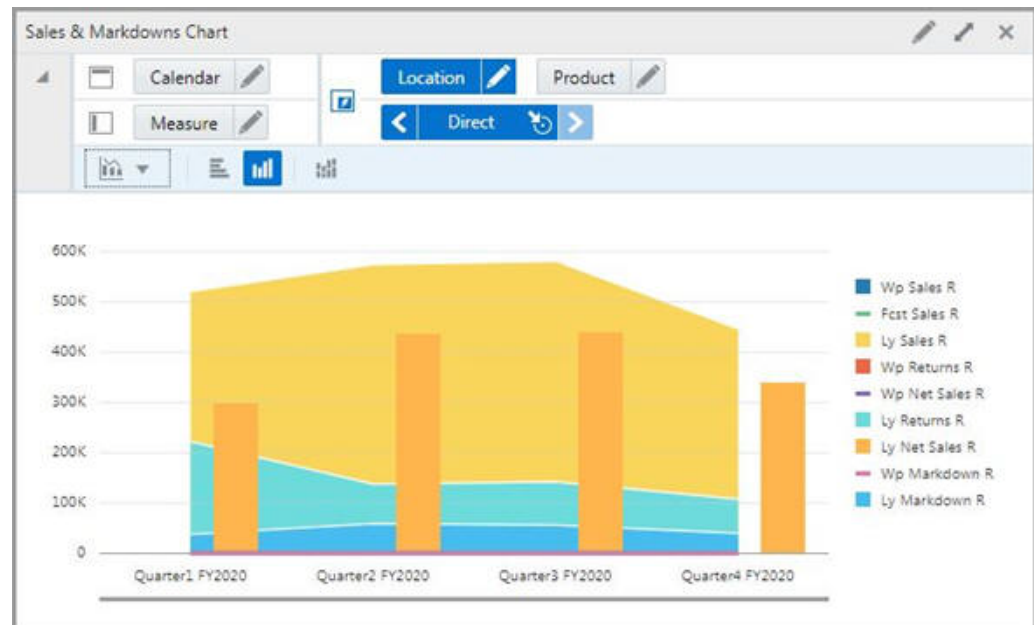 Sales & Markdowns Chart
Calendar
Location
Product
Measure
Direct
600K
500K
400K
300K
200K
100K
0
Quarter1 FY2020
Quarter2 FY2020
Quarter3 FY2020
Quarter4 FY2020
Wp Sales R
Fcst Sales R
Ly Sales R
Wp Returns R
Wp Net Sales R
Ly Returns R
Ly Net Sales R
Wp Markdown R
Ly Markdown R